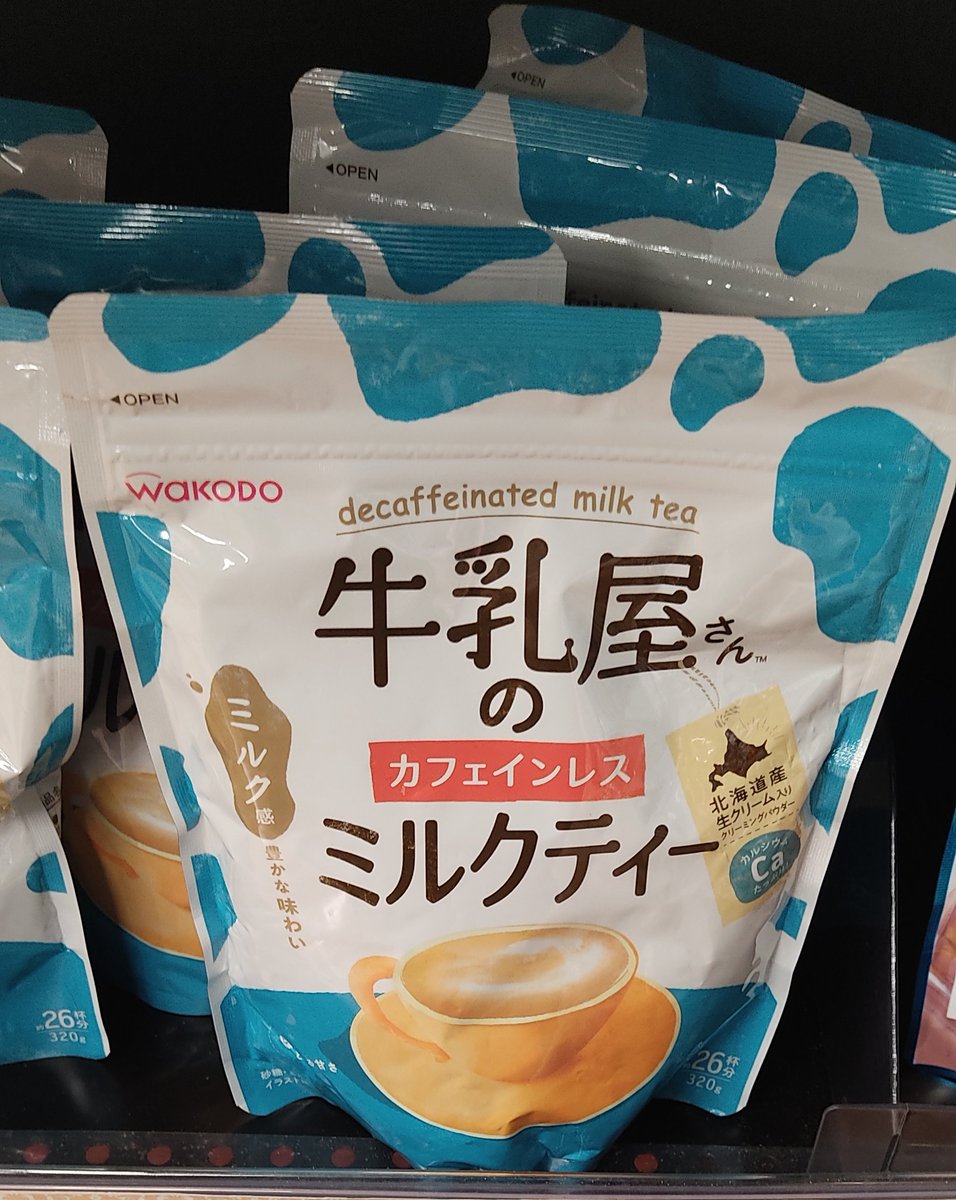 OPEN
OPEN
OPEN
WAKODO
decaffeinated milk tea
牛乳屋さん™
の
カフェインレス
ミルクティー
ミルク感
豊かな味わい
北海道産
生クリーム入り
クリーミングパウダー
カルシウム
Ca
約26杯分
320g
26杯分
320g